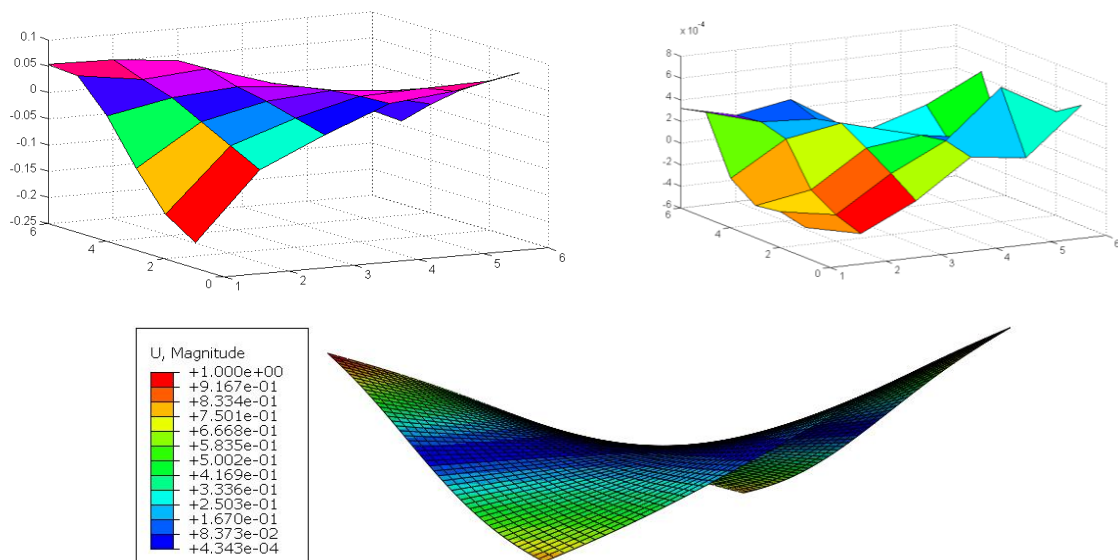 0.1
0.05
0
-0.05
-0.1
-0.15
-0.2
-0.25
6
4
2
0
1
2
3
4
5
6
x 10^-4
8
6
4
2
0
-2
-4
-6
6
4
2
0
1
2
3
4
5
6
U, Magnitude
+1.000e+00
+9.167e-01
+8.334e-01
+7.501e-01
+6.668e-01
+5.835e-01
+5.002e-01
+4.169e-01
+3.336e-01
+2.503e-01
+1.670e-01
+8.373e-02
+4.343e-04